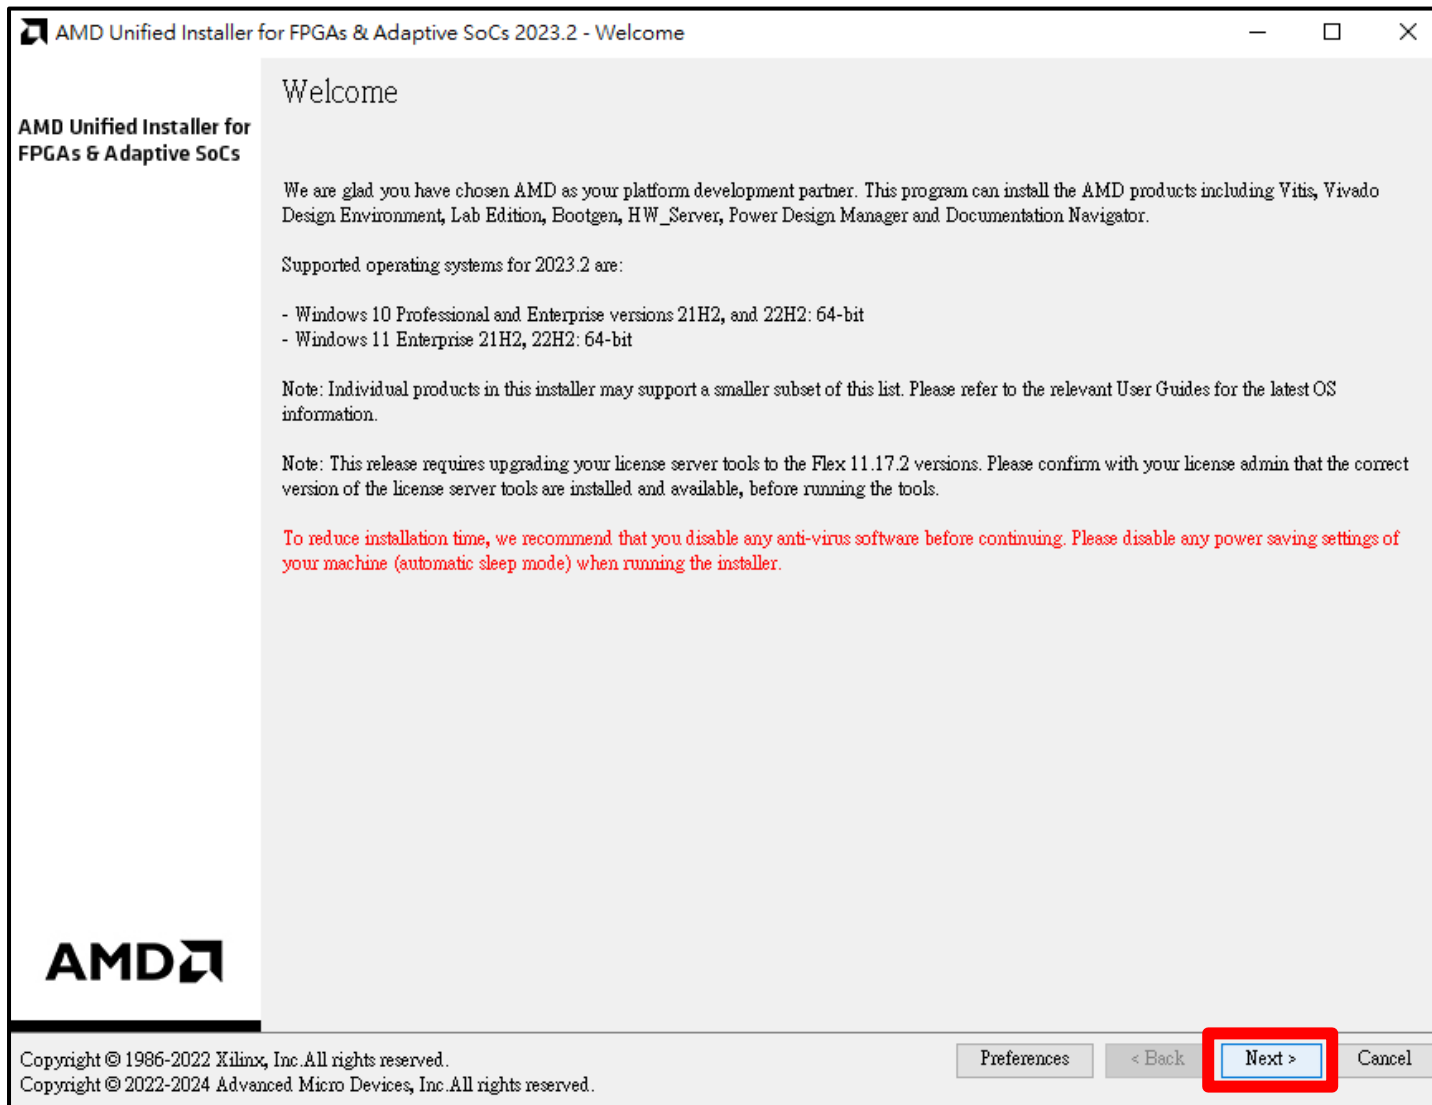 AMD Unified Installer for FPGAs & Adaptive SoCs 2023.2 - Welcome
AMD Unified Installer for
FPGAs & Adaptive SoCs
Welcome
We are glad you have chosen AMD as your platform development partner. This program can install the AMD products including Vitis, Vivado
Design Environment, Lab Edition, Bootgen, HW_Server, Power Design Manager and Documentation Navigator.
Supported operating systems for 2023.2 are:
- Windows 10 Professional and Enterprise versions 21H2, and 22H2: 64-bit
- Windows 11 Enterprise 21H2, 22H2: 64-bit
Note: Individual products in this installer may support a smaller subset of this list. Please refer to the relevant User Guides for the latest OS
information.
Note: This release requires upgrading your license server tools to the Flex 11.17.2 versions. Please confirm with your license admin that the correct
version of the license server tools are installed and available, before running the tools.
To reduce installation time, we recommend that you disable any anti-virus software before continuing. Please disable any power saving settings of
your machine (automatic sleep mode) when running the installer.
AMD
Copyright © 1986-2022 Xilinx, Inc.All rights reserved.
Copyright © 2022-2024 Advanced Micro Devices, Inc.All rights reserved.
Preferences
< Back
Next >
Cancel